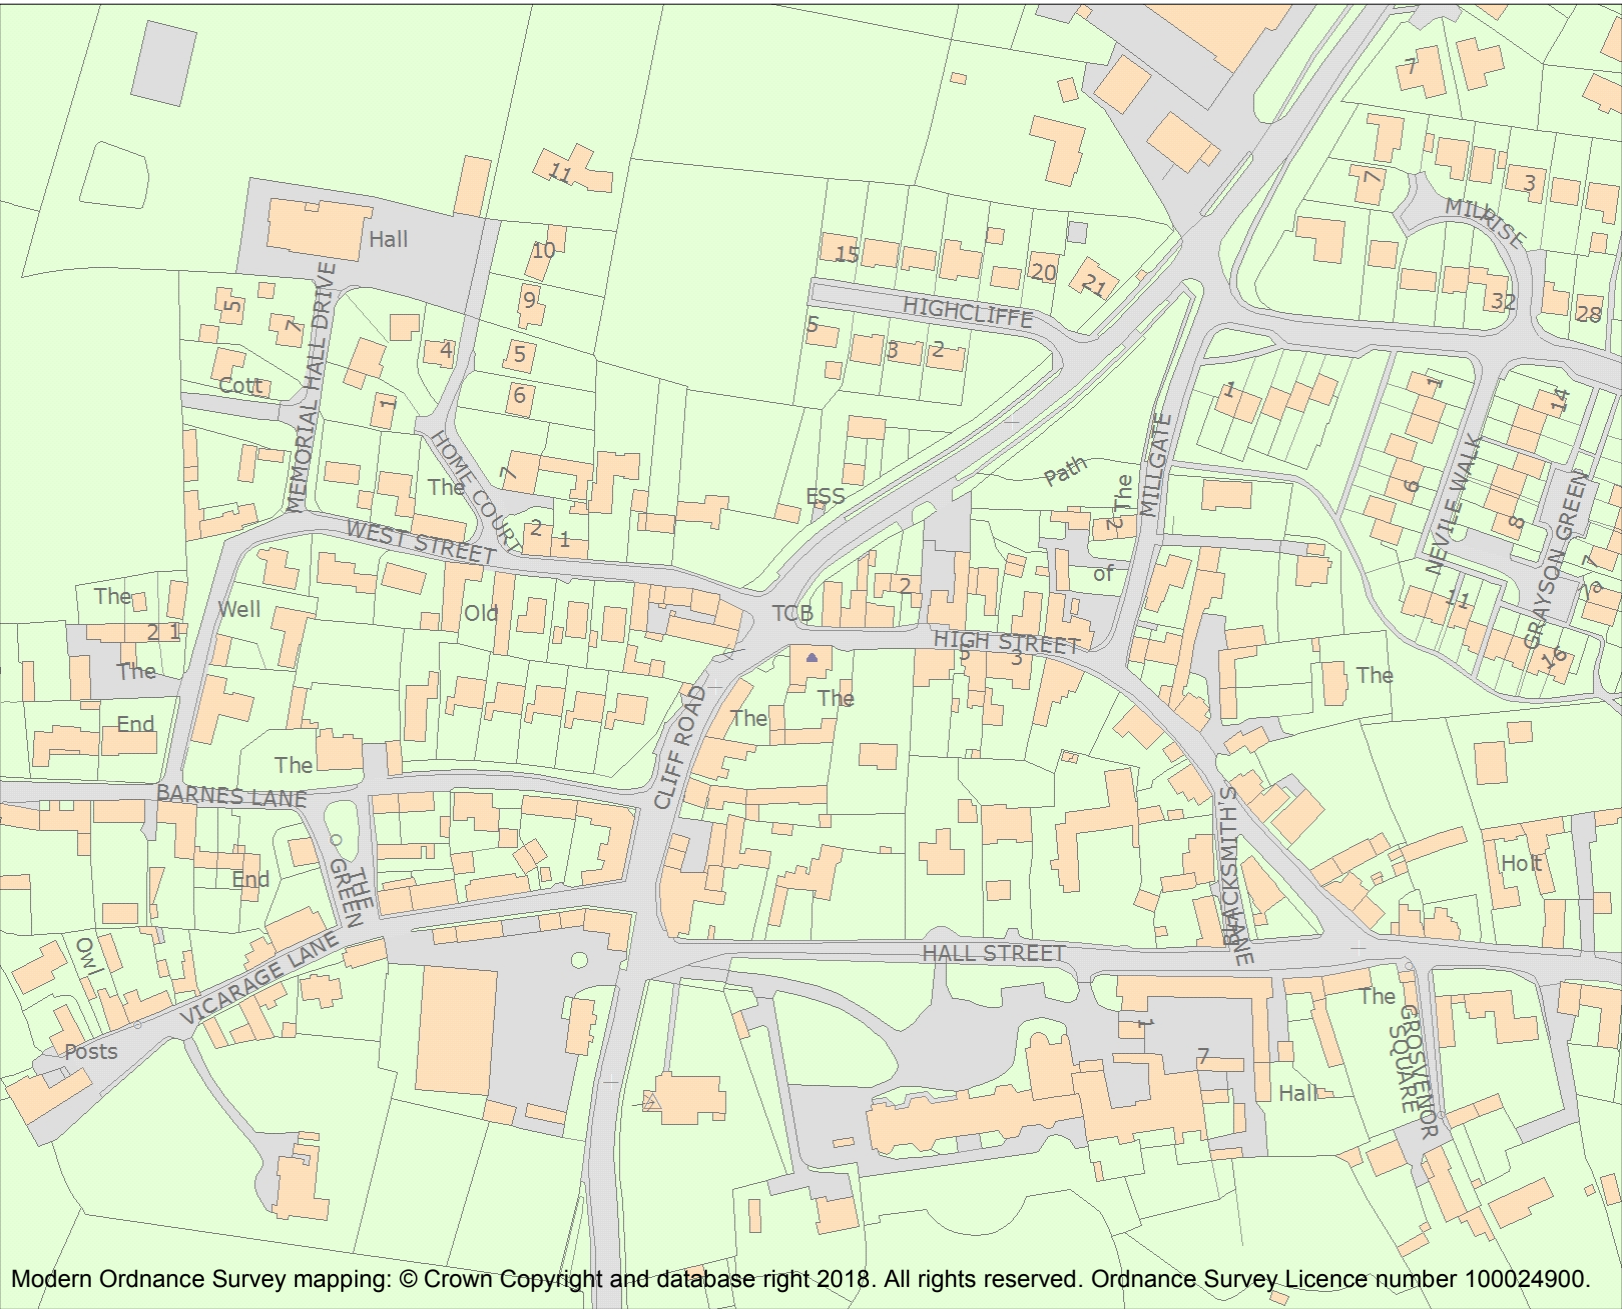 7
11
7
3
MILLRISE
Hall
10
15
20
21
9
32
28
5
7
MEMORIAL HALL DRIVE
HIGHCLIFFE
5
3
2
4
5
Cott
6
1
1
1
14
MILLGATE
HOME COURT
The
7
ESS
Path
The
12
6
8
NEVILE WALK
GRAYSON GREEN
WEST STREET
2
1
of
7
7a
The
Well
Old
TCB
2
11
2 1
HIGH STREET
5
3
16
The
The
The
The
End
CLIFF ROAD
The
BARNES LANE
BLACKSMITH'S
LANE
End
THE
GREEN
Holt
Owl
VICARAGE LANE
HALL STREET
The
1
7
Posts
Hall
GROSVENOR
SQUARE
Modern Ordnance Survey mapping: © Crown Copyright and database right 2018. All rights reserved. Ordnance Survey Licence number 100024900.